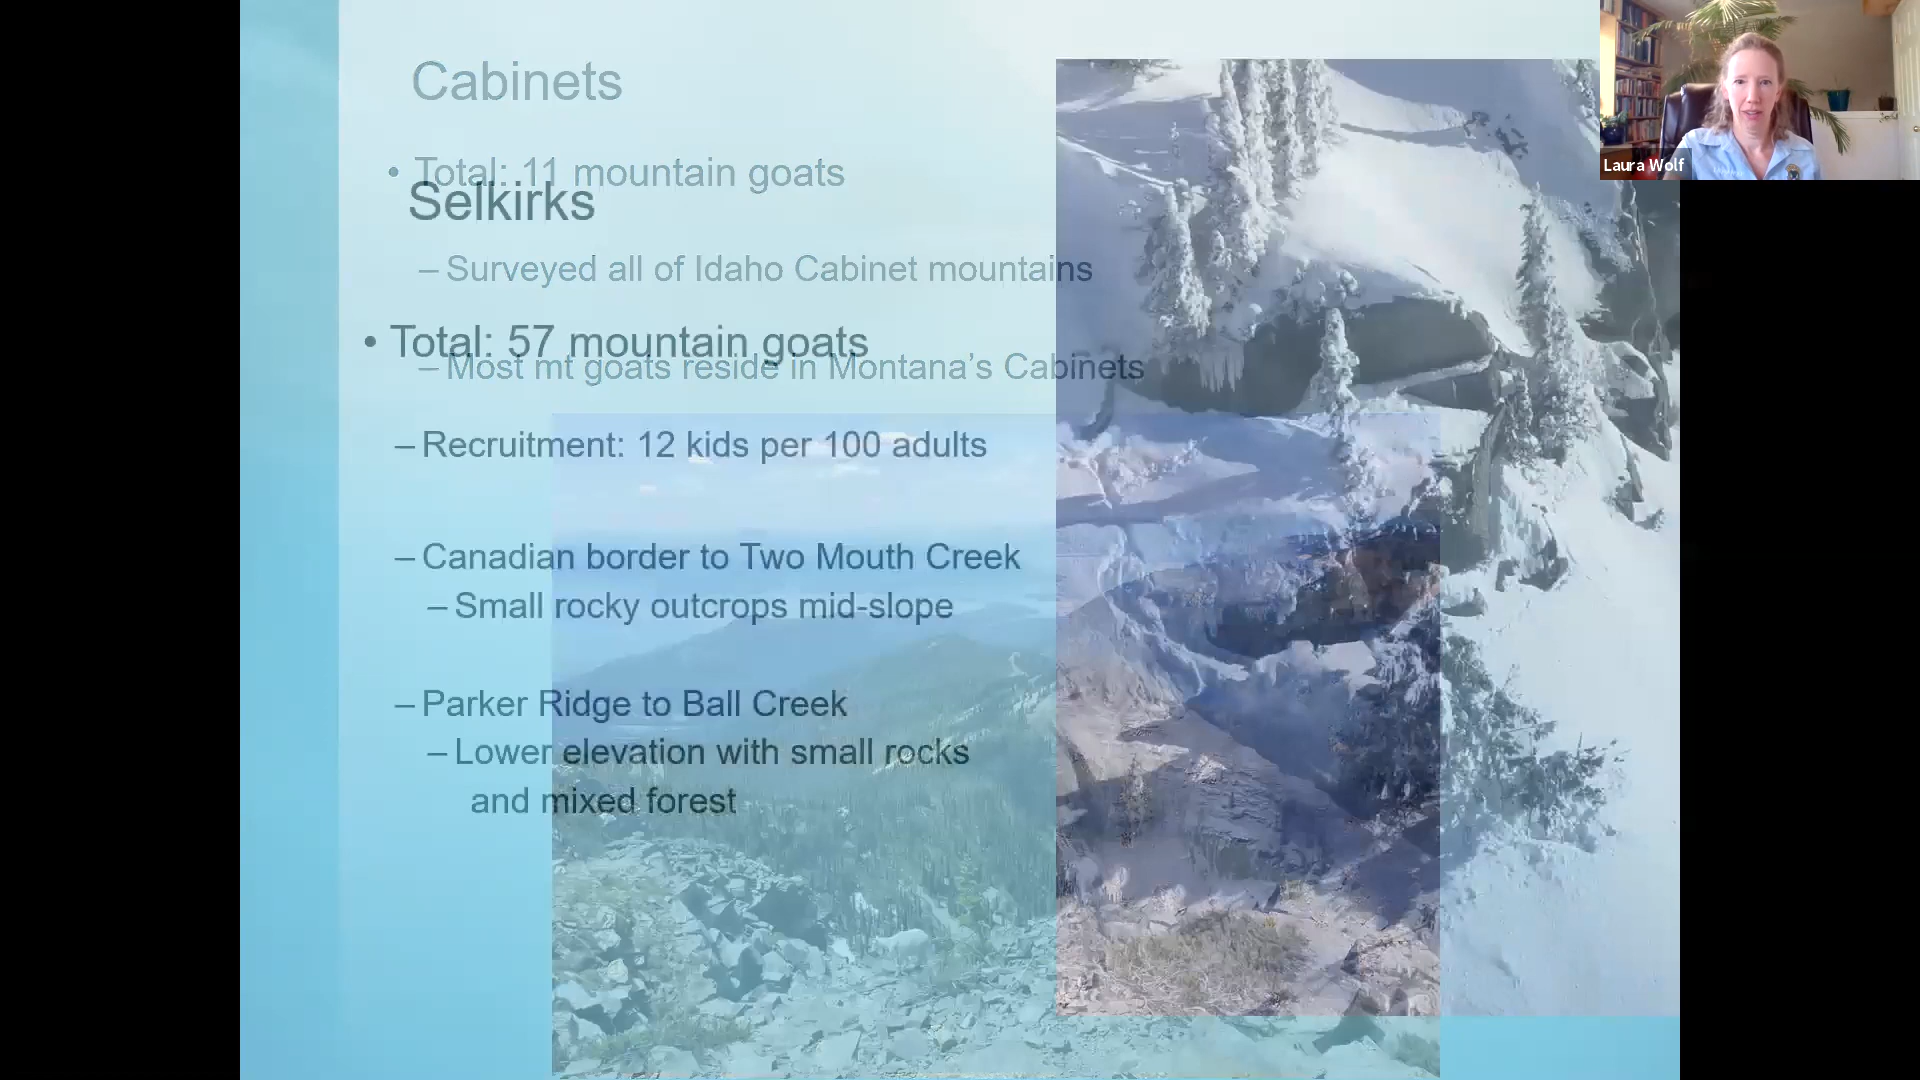 Cabinets
• Total: 11 mountain goats
Selkirks
– Surveyed all of Idaho Cabinet mountains
• Total: 57 mountain goats
– Most mt goats reside in Montana’s Cabinets
– Recruitment: 12 kids per 100 adults
– Canadian border to Two Mouth Creek
– Small rocky outcrops mid-slope
– Parker Ridge to Ball Creek
– Lower elevation with small rocks
and mixed forest
Laura Wolf